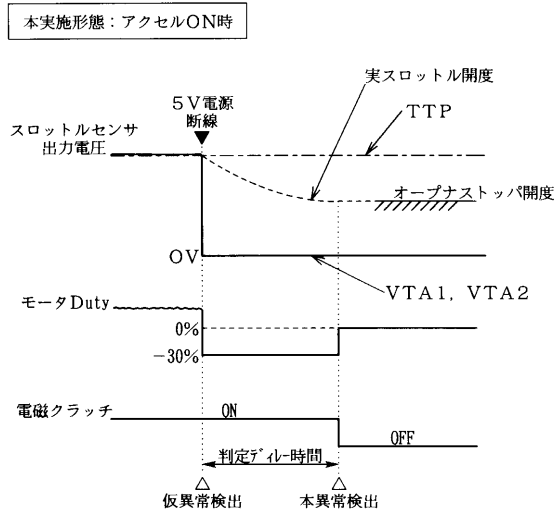 本実施形態：アクセルON時
実スロットル開度
5V電源
断線
TTP
スロットルセンサ
出力電圧
オープナストッパ開度
0V
VTA1，VTA2
モータDuty
0%
−30%
電磁クラッチ
ON
OFF
判定ディレー時間
仮異常検出
本異常検出